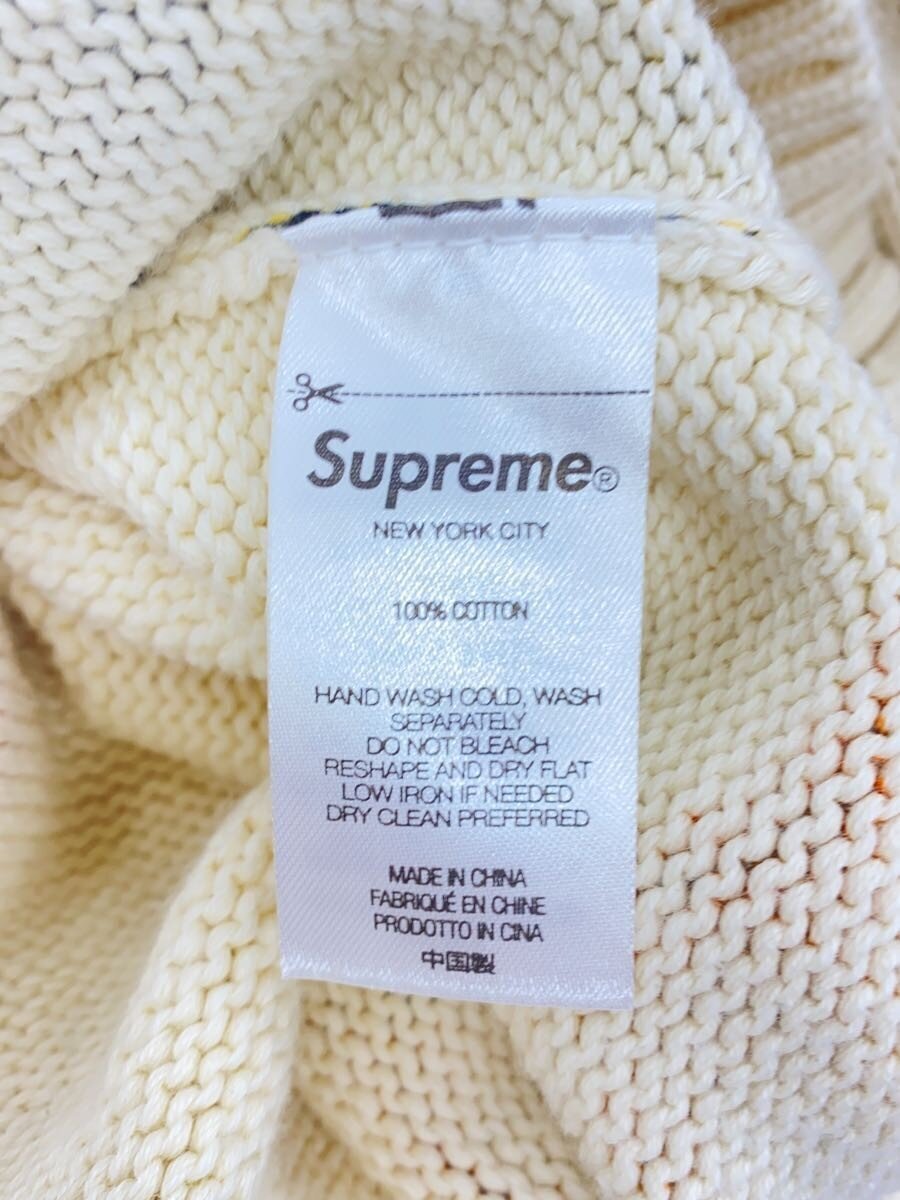 Supreme®
NEW YORK CITY
100% COTTON
HAND WASH COLD, WASH
SEPARATELY
DO NOT BLEACH
RESHAPE AND DRY FLAT
LOW IRON IF NEEDED
DRY CLEAN PREFERRED
MADE IN CHINA
FABRIQUÉ EN CHINE
PRODOTTO IN CINA
中国製